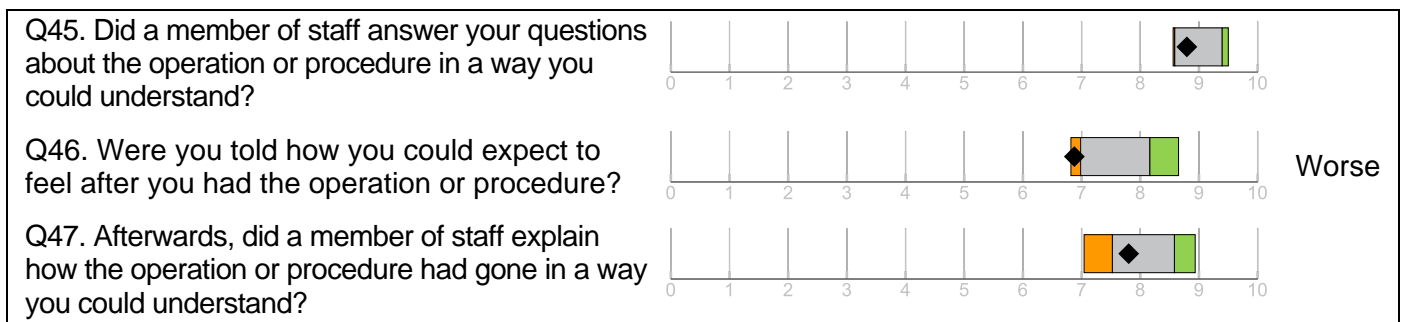 Q45. Did a member of staff answer your questions
about the operation or procedure in a way you
could understand?
0 1 2 3 4 5 6 7 8 9 10
Q46. Were you told how you could expect to
feel after you had the operation or procedure?
0 1 2 3 4 5 6 7 8 9 10
Worse
Q47. Afterwards, did a member of staff explain
how the operation or procedure had gone in a way
you could understand?
0 1 2 3 4 5 6 7 8 9 10